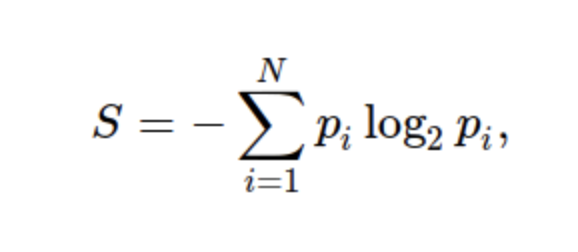 S = − ∑_{i=1}^{N} p_i log_2 p_i,